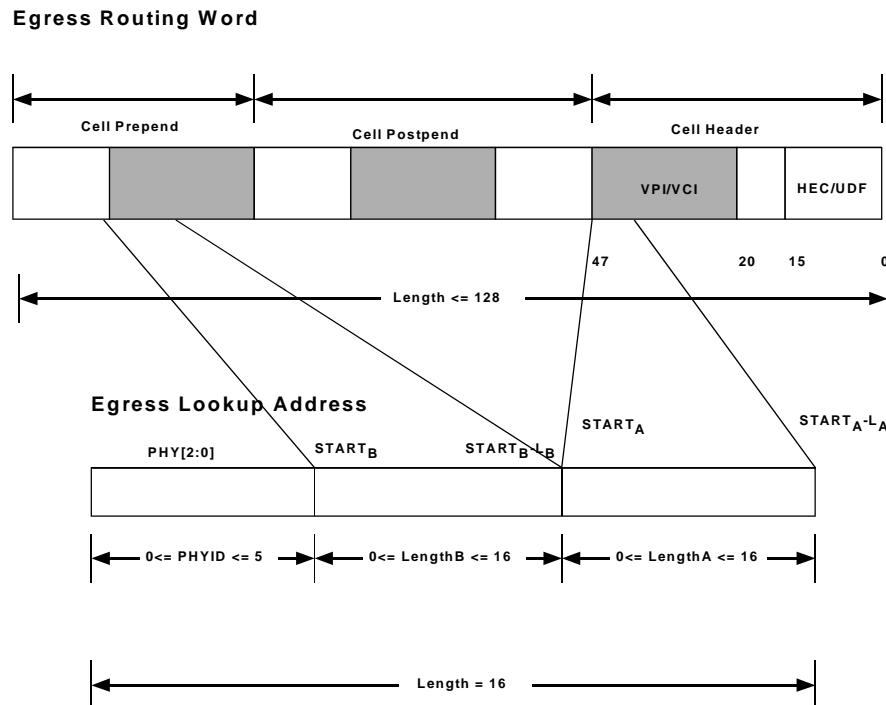 Egress Routing Word
Cell Prepend
Cell Postpend
Cell Header
VPI/VCI
HEC/UDF
47
20
15
0
Length <= 128
Egress Lookup Address
START_A
START_A-L_A
PHY[2:0]
START_B
START_B-L_B
0<= PHYID <= 5
0<= LengthB <= 16
0<= LengthA <= 16
Length = 16